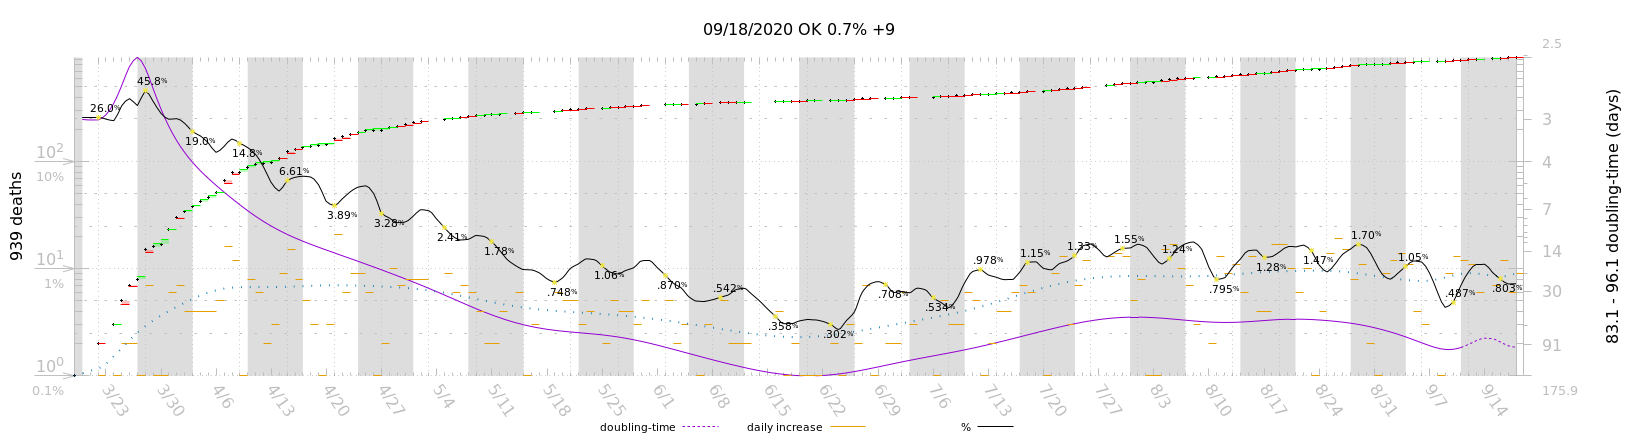 09/18/2020 OK 0.7% +9
939 deaths
10² 10% 10¹ 1% 10⁰ 0.1%
26.0% 45.8% 19.0% 14.8% 6.61% 3.89% 3.28% 2.41% 1.78% .748% 1.06% .870% .542% .358% .302% .708% .534% .978% 1.15% 1.33% 1.55% 1.24% .795% 1.28% 1.47% 1.70% 1.05% .487% .803%
2.5 3 4 7 14 30 91 175.9
83.1 - 96.1 doubling-time (days)
3/23 3/30 4/6 4/13 4/20 4/27 5/4 5/11 5/18 5/25 6/1 6/8 6/15 6/22 6/29 7/6 7/13 7/20 7/27 8/3 8/10 8/17 8/24 8/31 9/7 9/14
doubling-time daily increase %